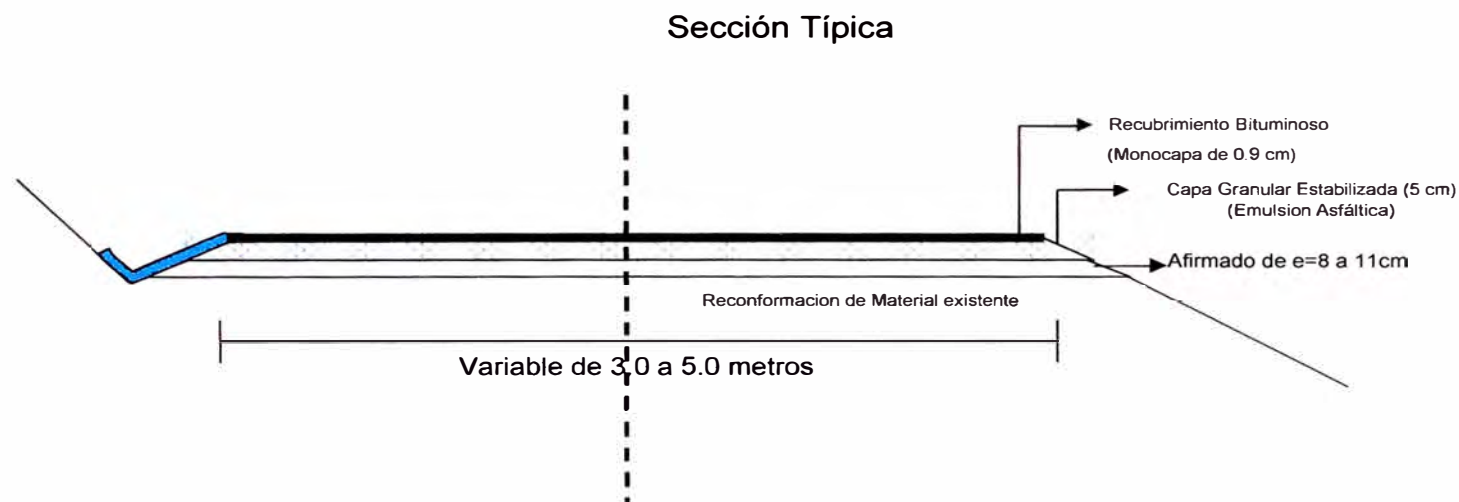 Sección Típica
Recubrimiento Bituminoso
(Monocapa de 0.9 cm)
Capa Granular Estabilizada (5 cm)
(Emulsion Asfáltica)
Afirmado de e=8 a 11cm
Reconformacion de Material existente
Variable de 3.0 a 5.0 metros